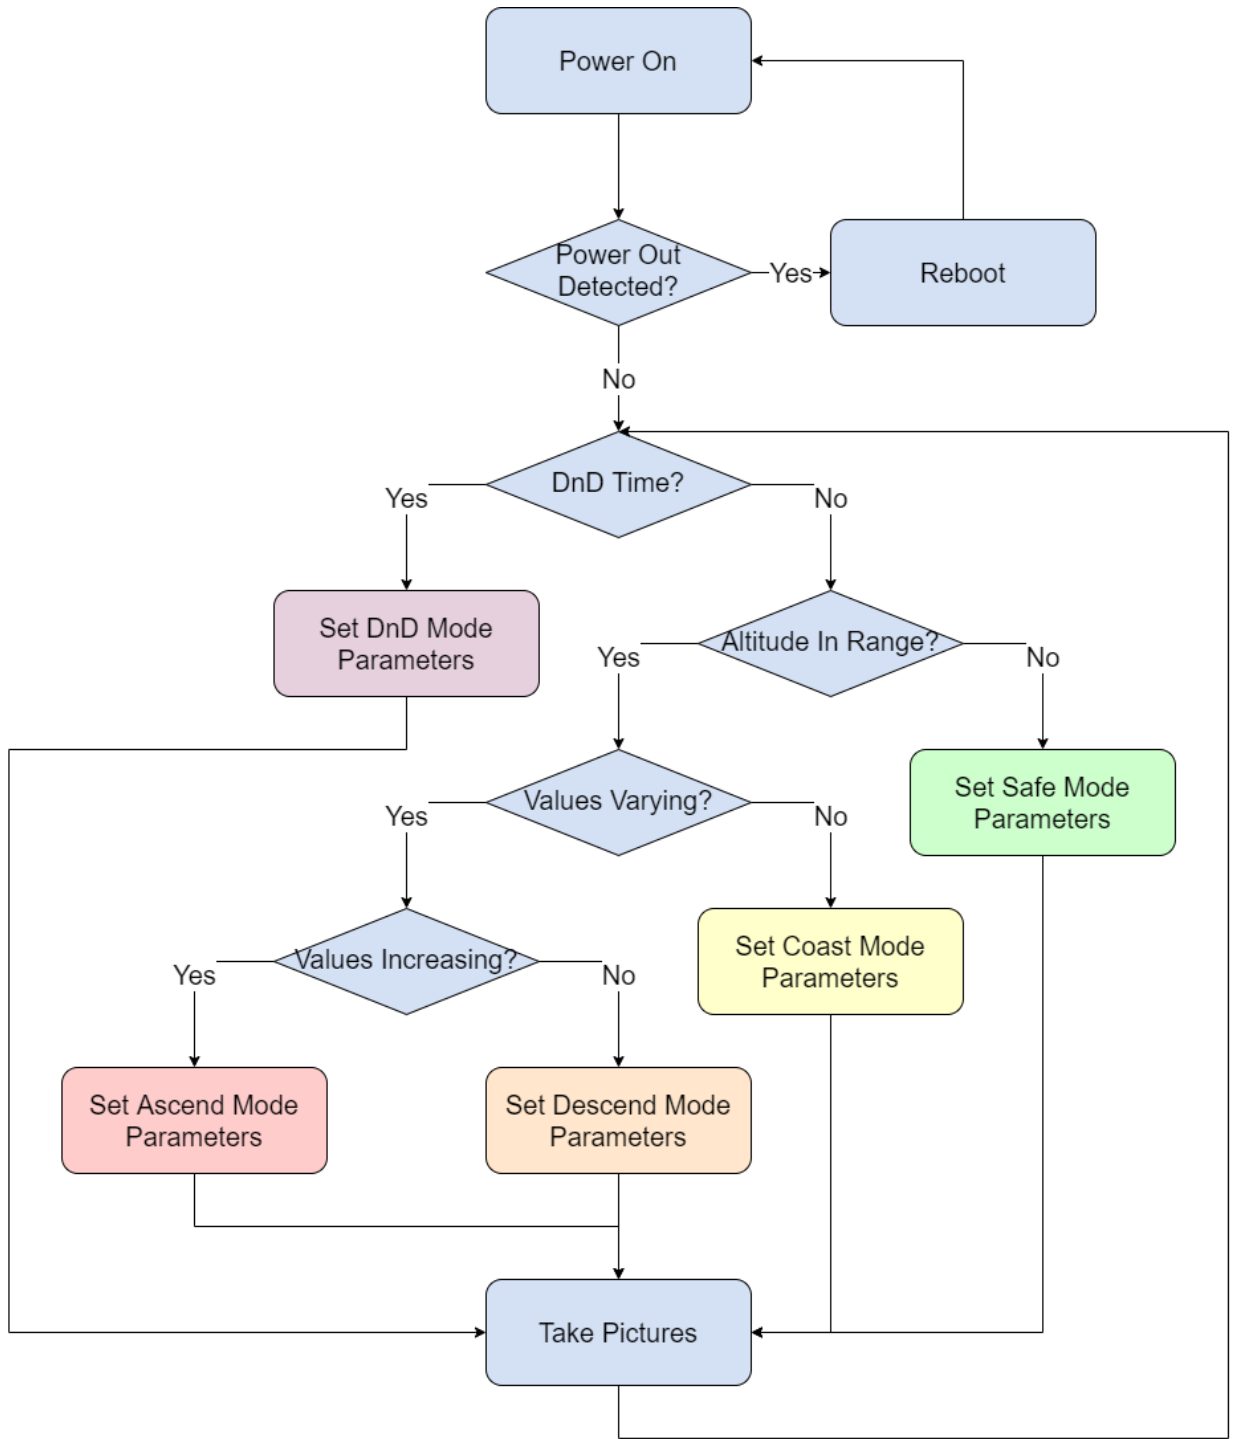 Power On
Power Out
Detected?
Yes
Reboot
No
DnD Time?
Yes
No
Set DnD Mode
Parameters
Altitude In Range?
Yes
No
Values Varying?
Set Safe Mode
Parameters
Yes
No
Values Increasing?
Set Coast Mode
Parameters
Yes
No
Set Ascend Mode
Parameters
Set Descend Mode
Parameters
Take Pictures